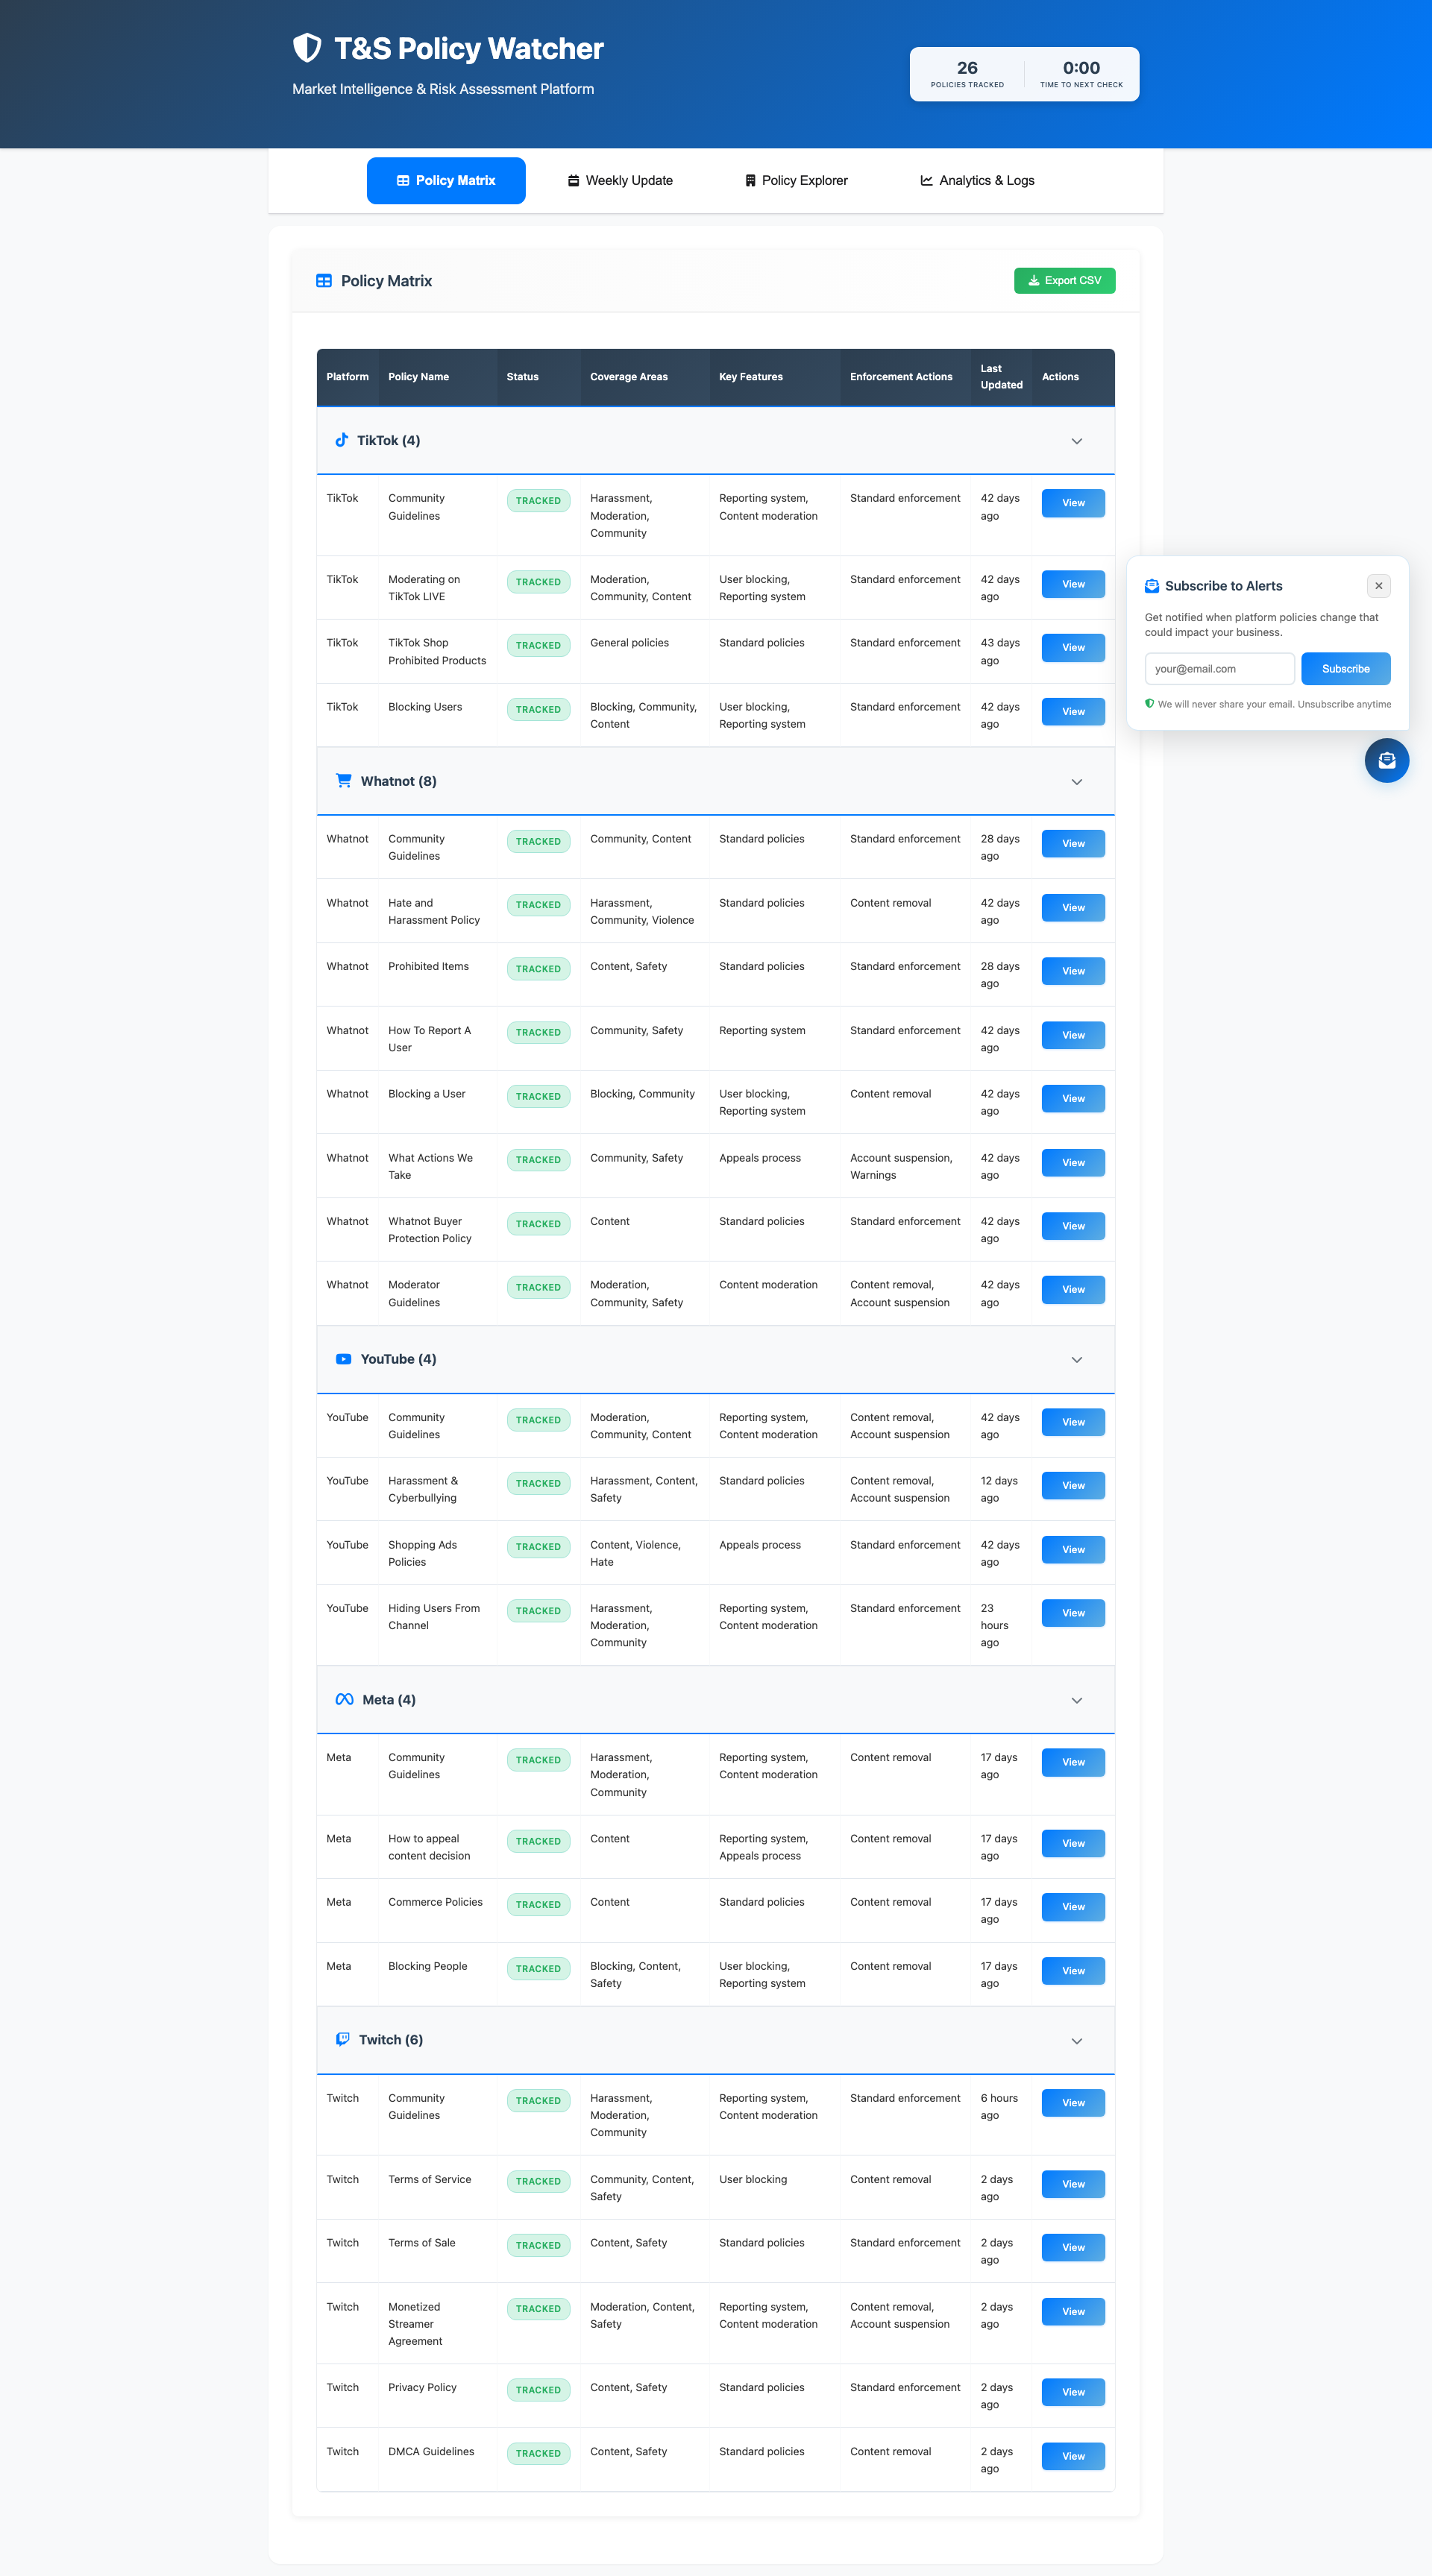 T&S Policy Watcher
Market Intelligence & Risk Assessment Platform
26
POLICIES TRACKED
0:00
TIME TO NEXT CHECK
Policy Matrix
Weekly Update
Policy Explorer
Analytics & Logs
Policy Matrix
Export CSV
Platform Policy Name Status Coverage Areas Key Features Enforcement Actions Last Updated Actions
TikTok (4)
TikTok Community Guidelines TRACKED Harassment, Moderation, Community Reporting system, Content moderation Standard enforcement 42 days ago View
TikTok Moderating on TikTok LIVE TRACKED Moderation, Community, Content User blocking, Reporting system Standard enforcement 42 days ago View
TikTok TikTok Shop Prohibited Products TRACKED General policies Standard policies Standard enforcement 43 days ago View
TikTok Blocking Users TRACKED Blocking, Community, Content User blocking, Reporting system Standard enforcement 42 days ago View
Subscribe to Alerts
Get notified when platform policies change that
could impact your business.
your@email.com
Subscribe
We will never share your email. Unsubscribe anytime
Whatnot (8)
Whatnot Community Guidelines TRACKED Community, Content Standard policies Standard enforcement 28 days ago View
Whatnot Hate and Harassment Policy TRACKED Harassment, Community, Violence Standard policies Content removal 42 days ago View
Whatnot Prohibited Items TRACKED Content, Safety Standard policies Standard enforcement 28 days ago View
Whatnot How To Report A User TRACKED Community, Safety Reporting system Standard enforcement 42 days ago View
Whatnot Blocking a User TRACKED Blocking, Community User blocking, Reporting system Content removal 42 days ago View
Whatnot What Actions We Take TRACKED Community, Safety Appeals process Account suspension, Warnings 42 days ago View
Whatnot Whatnot Buyer Protection Policy TRACKED Content Standard policies Standard enforcement 42 days ago View
Whatnot Moderator Guidelines TRACKED Moderation, Community, Safety Content moderation Content removal, Account suspension 42 days ago View
YouTube (4)
YouTube Community Guidelines TRACKED Moderation, Community, Content Reporting system, Content moderation Content removal, Account suspension 42 days ago View
YouTube Harassment & Cyberbullying TRACKED Harassment, Content, Safety Standard policies Content removal, Account suspension 12 days ago View
YouTube Shopping Ads Policies TRACKED Content, Violence, Hate Appeals process Standard enforcement 42 days ago View
YouTube Hiding Users From Channel TRACKED Harassment, Moderation, Community Reporting system, Content moderation Standard enforcement 23 hours ago View
Meta (4)
Meta Community Guidelines TRACKED Harassment, Moderation, Community Reporting system, Content moderation Content removal 17 days ago View
Meta How to appeal content decision TRACKED Content Reporting system, Appeals process Content removal 17 days ago View
Meta Commerce Policies TRACKED Content Standard policies Content removal 17 days ago View
Meta Blocking People TRACKED Blocking, Content, Safety User blocking, Reporting system Content removal 17 days ago View
Twitch (6)
Twitch Community Guidelines TRACKED Harassment, Moderation, Community Reporting system, Content moderation Standard enforcement 6 hours ago View
Twitch Terms of Service TRACKED Community, Content, Safety User blocking Content removal 2 days ago View
Twitch Terms of Sale TRACKED Content, Safety Standard policies Standard enforcement 2 days ago View
Twitch Monetized Streamer Agreement TRACKED Moderation, Content, Safety Reporting system, Content moderation Content removal, Account suspension 2 days ago View
Twitch Privacy Policy TRACKED Content, Safety Standard policies Standard enforcement 2 days ago View
Twitch DMCA Guidelines TRACKED Content, Safety Standard policies Content removal 2 days ago View